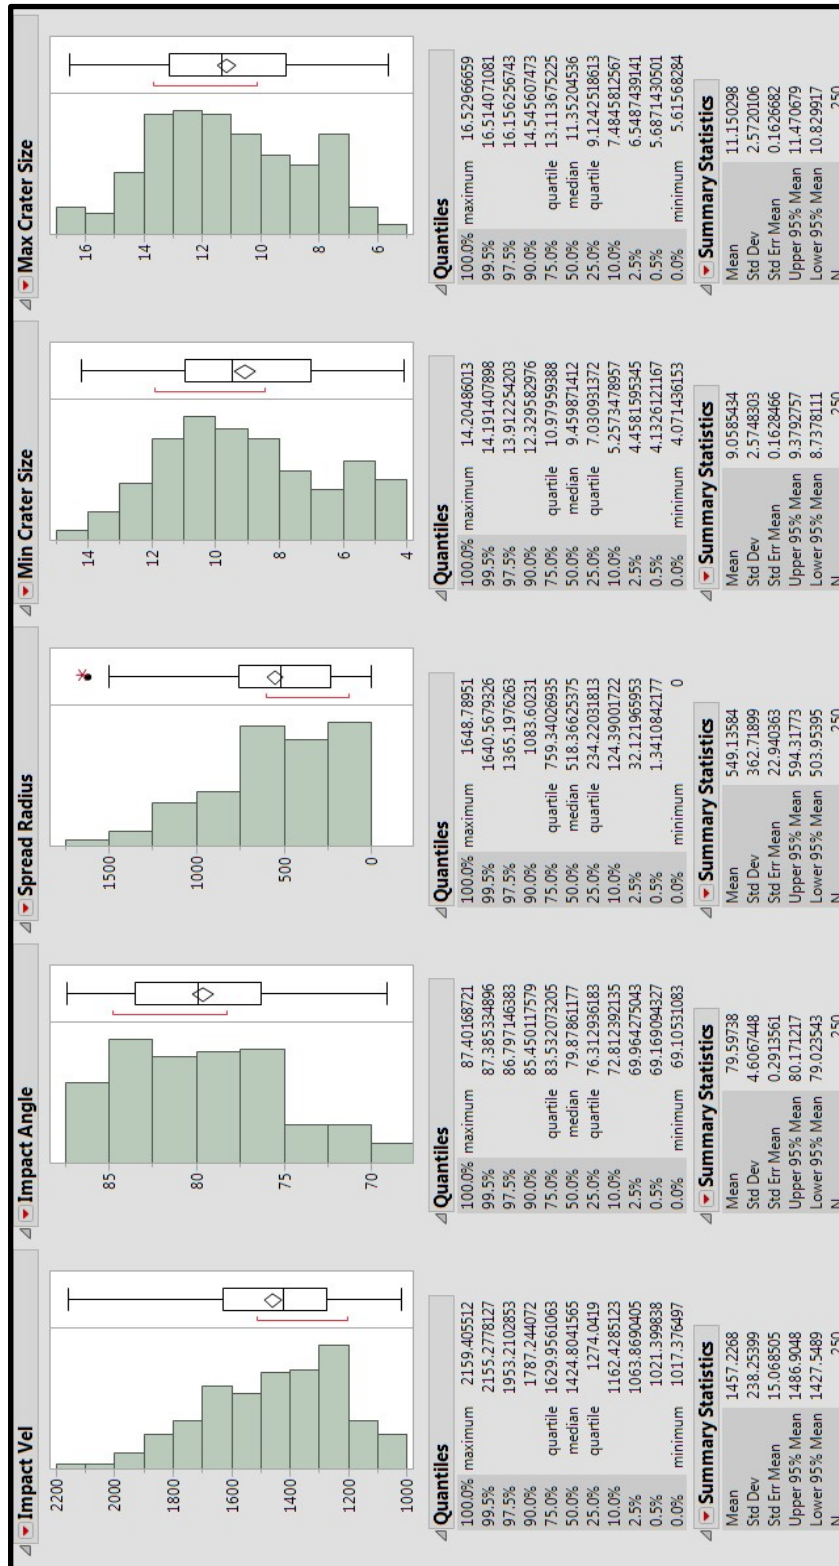 Impact Vel
2200
2000
1800
1600
1400
1200
1000
Quantiles
100.0% maximum 2159.405512
99.5% 2155.2778127
97.5% 1953.2102853
90.0% 1787.244072
75.0% quartile 1629.9561063
50.0% median 1424.8041565
25.0% quartile 1274.0419
10.0% 1162.4285123
2.5% 1063.8690405
0.5% 1021.399838
0.0% minimum 1017.376497
Summary Statistics
Mean 1457.2268
Std Dev 238.25399
Std Err Mean 15.068505
Upper 95% Mean 1486.9048
Lower 95% Mean 1427.5489
N 250
Impact Angle
85
80
75
70
Quantiles
100.0% maximum 87.40168721
99.5% 87.385334896
97.5% 86.797146383
90.0% 85.450117579
75.0% quartile 83.532073205
50.0% median 79.87861177
25.0% quartile 76.312936183
10.0% 72.812392135
2.5% 69.964275043
0.5% 69.169094327
0.0% minimum 69.10531083
Summary Statistics
Mean 79.59738
Std Dev 4.6067448
Std Err Mean 0.2913561
Upper 95% Mean 80.171217
Lower 95% Mean 79.023543
N 250
Spread Radius
1500
1000
500
0
Quantiles
100.0% maximum 1648.78951
99.5% 1640.5679326
97.5% 1365.1976263
90.0% 1083.60231
75.0% quartile 759.34026935
50.0% median 518.36625375
25.0% quartile 234.22031813
10.0% 124.39001722
2.5% 32.121965953
0.5% 1.3410842177
0.0% minimum 0
Summary Statistics
Mean 549.13584
Std Dev 362.71899
Std Err Mean 22.940363
Upper 95% Mean 594.31773
Lower 95% Mean 503.95395
N 250
Min Crater Size
14
12
10
8
6
4
Quantiles
100.0% maximum 14.20486013
99.5% 14.191407898
97.5% 13.912254203
90.0% 12.329582976
75.0% quartile 10.97959388
50.0% median 9.459871412
25.0% quartile 7.030931372
10.0% 5.2573478957
2.5% 4.4581595345
0.5% 4.1326121167
0.0% minimum 4.071436153
Summary Statistics
Mean 9.0585434
Std Dev 2.5748303
Std Err Mean 0.1628466
Upper 95% Mean 9.3792757
Lower 95% Mean 8.7378111
N 250
Max Crater Size
16
14
12
10
8
6
Quantiles
100.0% maximum 16.52966659
99.5% 16.514071081
97.5% 16.156256743
90.0% 14.545607473
75.0% quartile 13.113675225
50.0% median 11.35204536
25.0% quartile 9.1242518613
10.0% 7.4845812567
2.5% 6.5487439141
0.5% 5.6871430501
0.0% minimum 5.61568284
Summary Statistics
Mean 11.150298
Std Dev 2.5720106
Std Err Mean 0.1626682
Upper 95% Mean 11.470679
Lower 95% Mean 10.829917
N 250